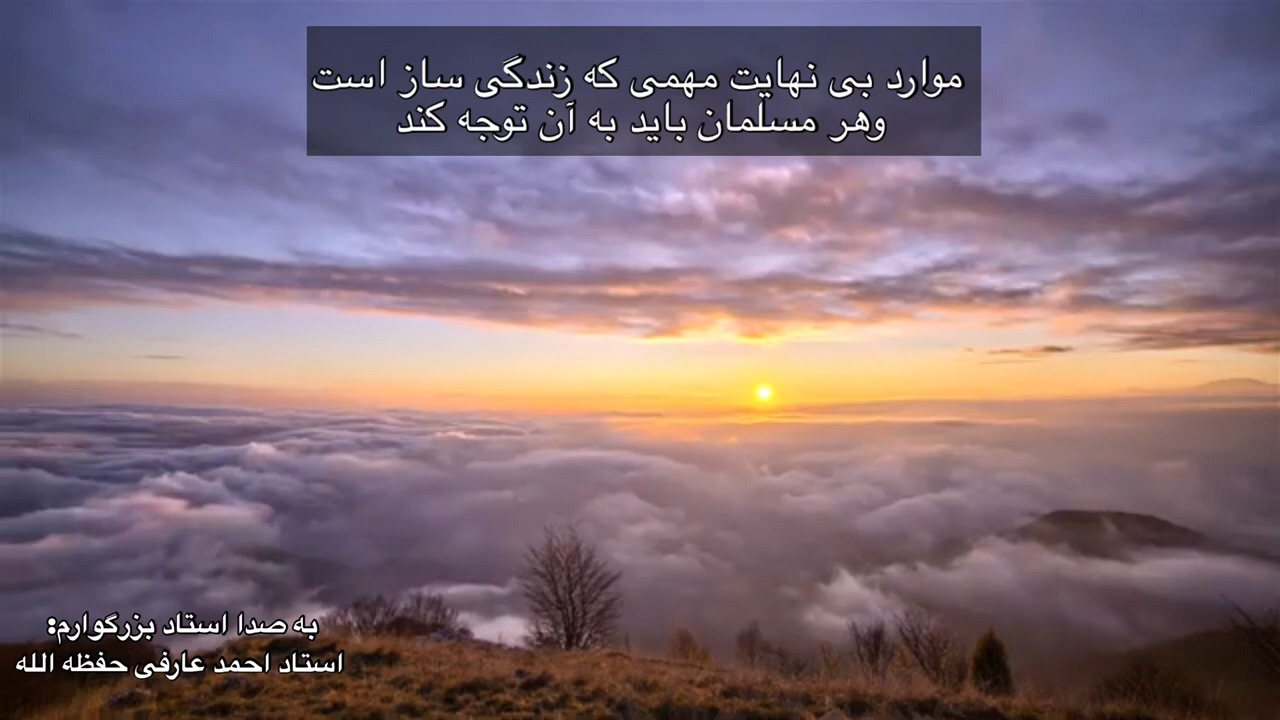 موارد بی نهایت مهمی که زندگی ساز است
وهر مسلمان باید به آن توجه کند
به صدا استاد بزرگوارم:
استاد احمد عارفی حفظه الله